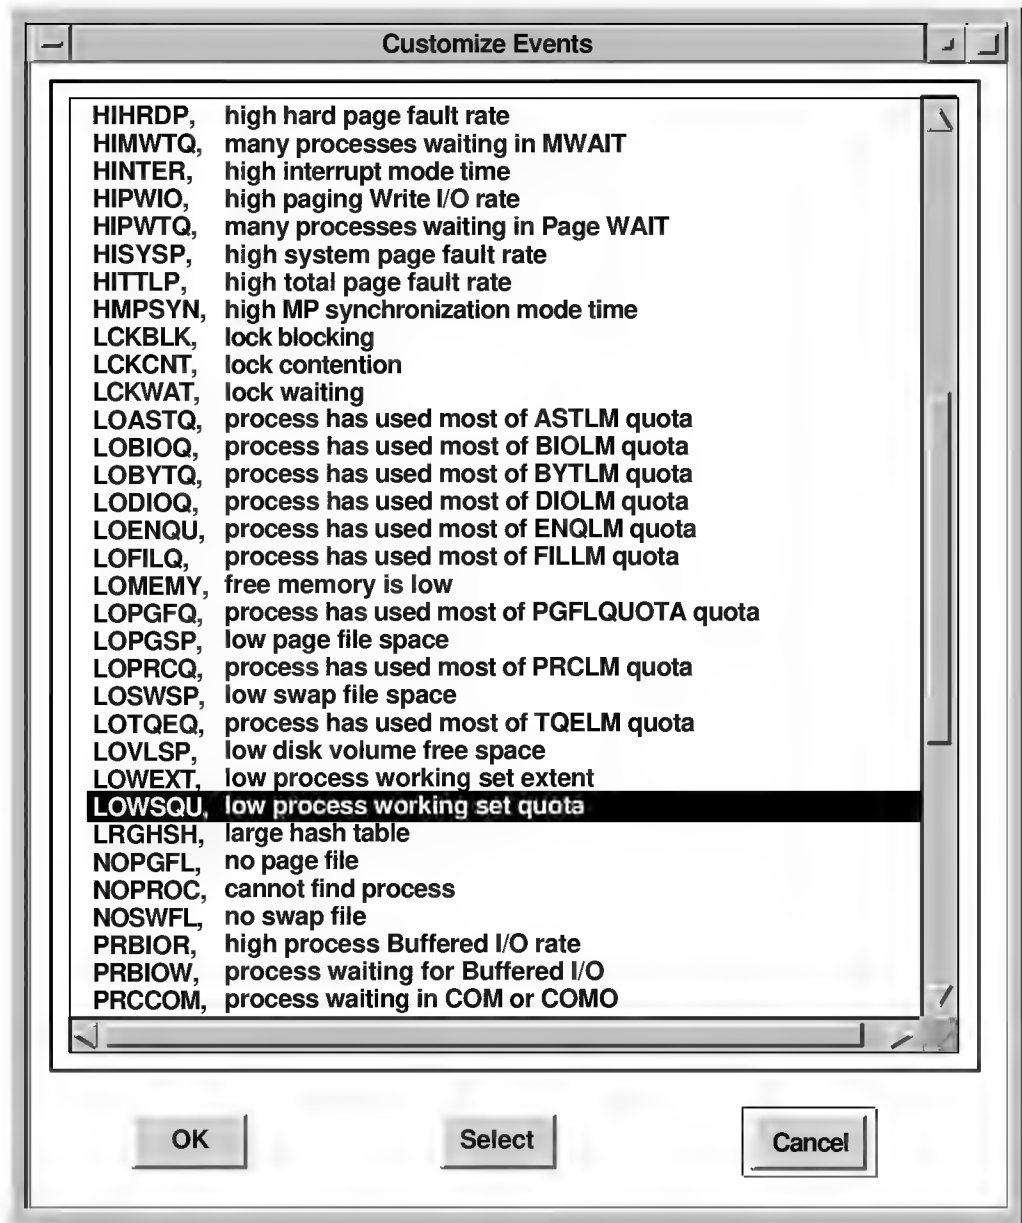 Customize Events
HIHRDP, high hard page fault rate
HIMWTQ, many processes waiting in MWAIT
HINTER, high interrupt mode time
HIPWIO, high paging Write I/O rate
HIPWTQ, many processes waiting in Page WAIT
HISYSP, high system page fault rate
HITTLP, high total page fault rate
HMPSYN, high MP synchronization mode time
LCKBLK, lock blocking
LCKCNT, lock contention
LCKWAT, lock waiting
LOASTQ, process has used most of ASTLM quota
LOBIOQ, process has used most of BIOLM quota
LOBYTQ, process has used most of BYTLM quota
LODIOQ, process has used most of DIOLM quota
LOENQU, process has used most of ENQLM quota
LOFILQ, process has used most of FILLM quota
LOMEMY, free memory is low
LOPGFQ, process has used most of PGFLQUOTA quota
LOPGSP, low page file space
LOPRCQ, process has used most of PRCLM quota
LOSWSP, low swap file space
LOTQEQ, process has used most of TQELM quota
LOVLSP, low disk volume free space
LOWEXT, low process working set extent
LOWSQU, low process working set quota
LRGHSH, large hash table
NOPGFL, no page file
NOPROC, cannot find process
NOSWFL, no swap file
PRBIOR, high process Buffered I/O rate
PRBIOW, process waiting for Buffered I/O
PRCCOM, process waiting in COM or COMO
OK Select Cancel